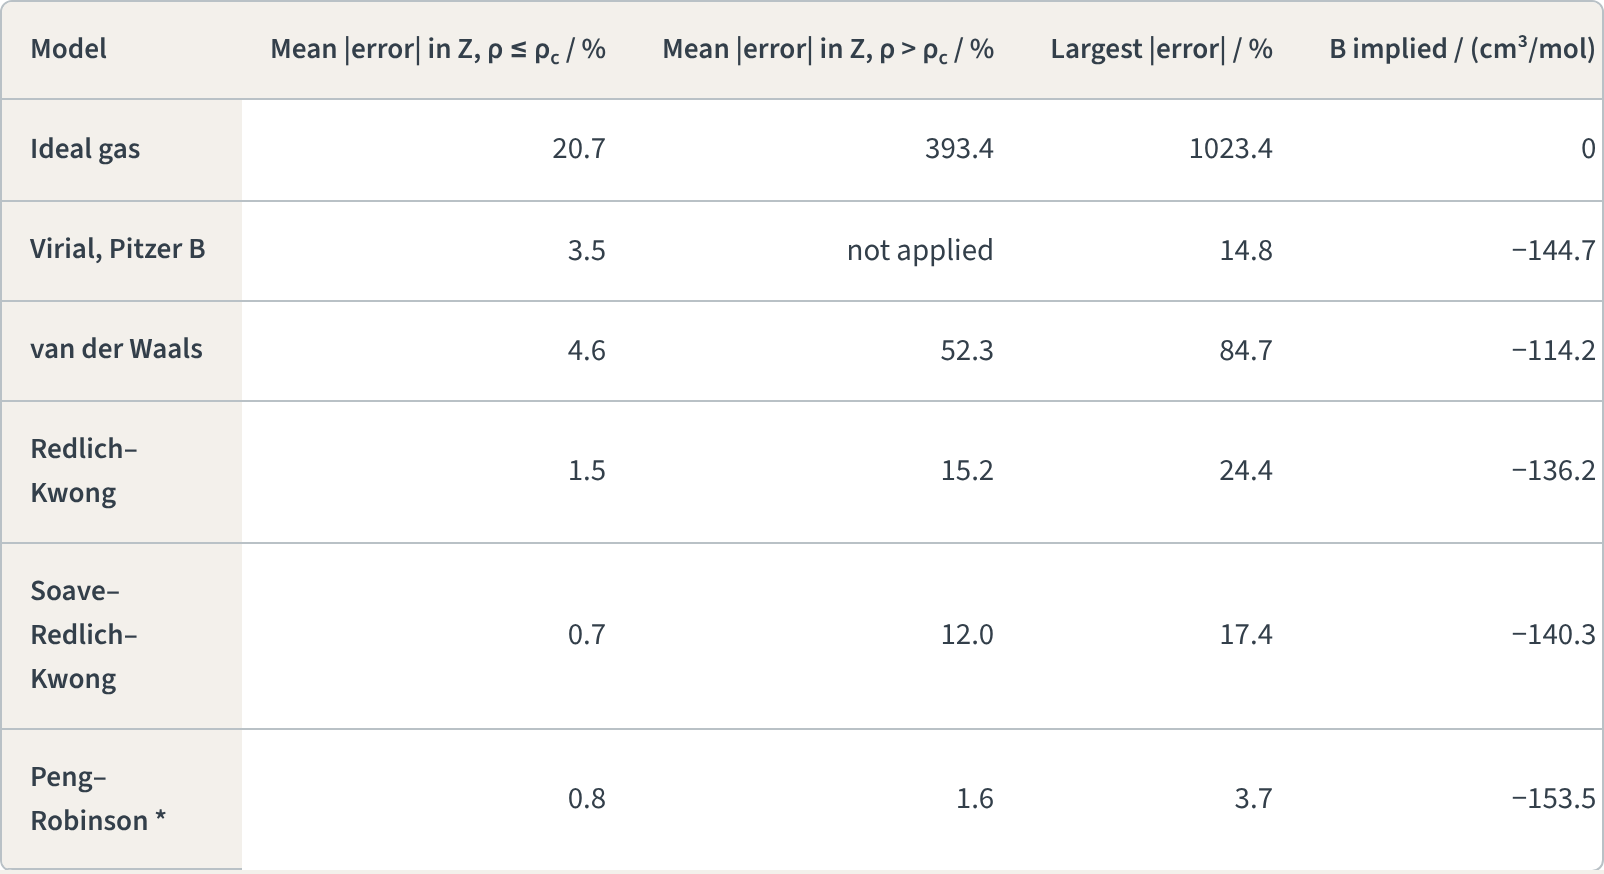 Model Mean |error| in Z, ρ ≤ ρc / % Mean |error| in Z, ρ > ρc / % Largest |error| / % B implied / (cm³/mol)
Ideal gas 20.7 393.4 1023.4 0
Virial, Pitzer B 3.5 not applied 14.8 −144.7
van der Waals 4.6 52.3 84.7 −114.2
Redlich–
Kwong 1.5 15.2 24.4 −136.2
Soave–
Redlich–
Kwong 0.7 12.0 17.4 −140.3
Peng–
Robinson * 0.8 1.6 3.7 −153.5